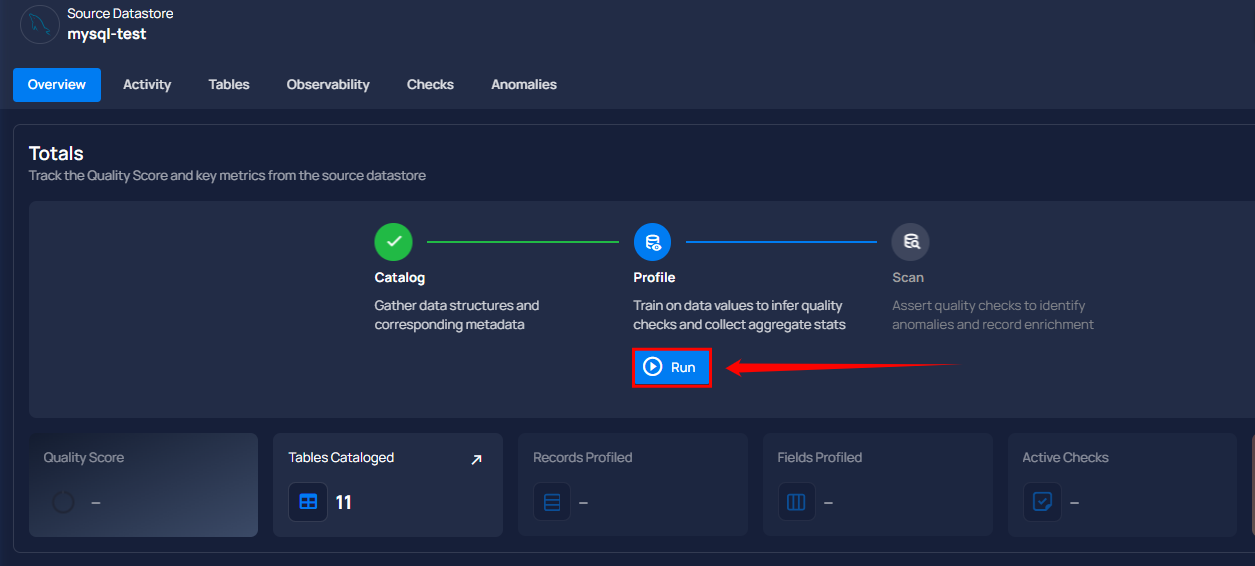 Source Datastore
mysql-test
Overview Activity Tables Observability Checks Anomalies
Totals
Track the Quality Score and key metrics from the source datastore
Catalog
Gather data structures and
corresponding metadata
Profile
Train on data values to infer quality
checks and collect aggregate stats
Run
Scan
Assert quality checks to identify
anomalies and record enrichment
Quality Score
–
Tables Cataloged
11
Records Profiled
–
Fields Profiled
–
Active Checks
–